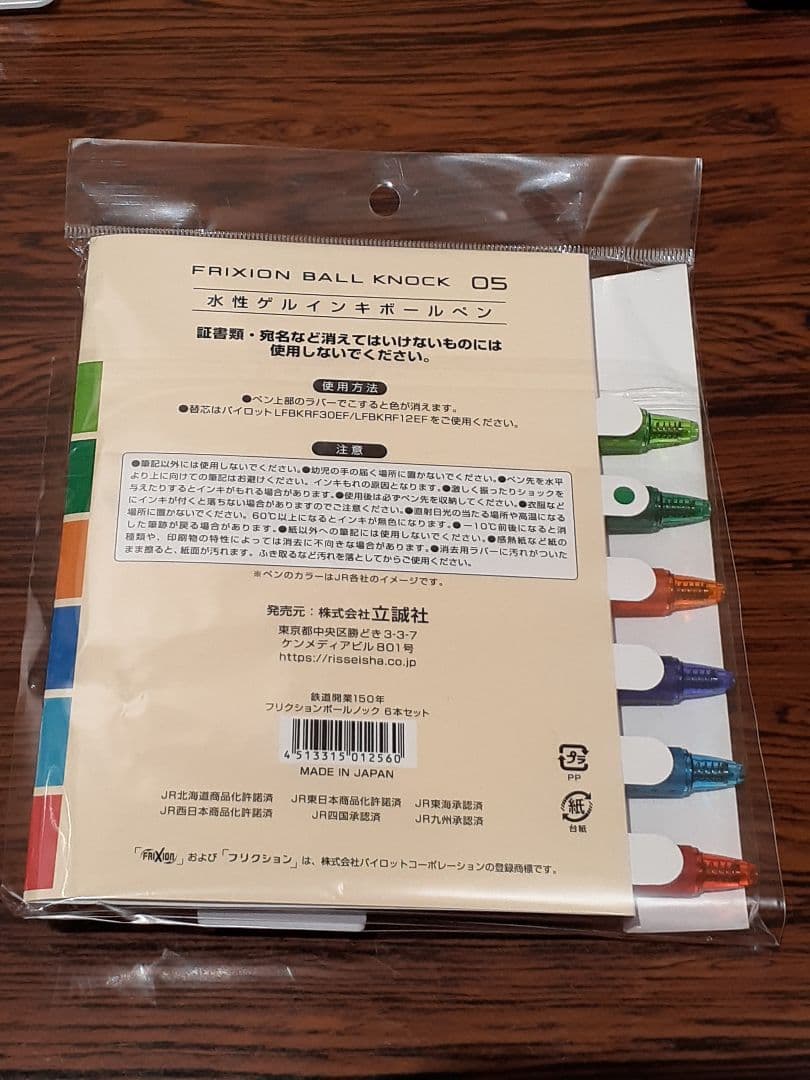 FRIXION BALL KNOCK 05
水性ゲルインキボールペン
証書類・宛名など消えてはいけないものには
使用しないでください。
使用方法
●ペン上部のラバーでこすると色が消えます。
●替芯はパイロットLFBKRF30EF/LFBKRF12EFをご使用ください。
注意
●筆記以外には使用しないでください。●幼児の手の届く場所に置かないでください。●ペン先を水平
より上に向けての筆記はお避けください。インキもれの原因となります。●激しく振ったりショックを
与えたりするとインキがもれる場合があります。●使用後は必ずペン先を収納してください。●衣服など
にインキが付くと落ちない場合がありますのでご注意ください。●直射日光の当たる場所や高温になる
場所に置かないでください。60℃以上になるとインキが無色になります。●－10℃前後になると消
した筆跡が戻る場合があります。●紙以外への筆記には使用しないでください。●感熱紙など紙の
種類や、印刷物の特性によっては消去に不向きな場合があります。●消去用ラバーに汚れがついた
まま擦ると、紙面が汚れます。ふき取るなど汚れを落としてからご使用ください。
※ペンのカラーはJR各社のイメージです。
発売元：株式会社立誠社
東京都中央区勝どき3-3-7
ケンメディアビル801号
https://risseisha.co.jp
鉄道開業150年
フリクションボールノック 6本セット
4513315012560
MADE IN JAPAN
プラ
PP
紙
台紙
JR北海道商品化許諾済 JR東日本商品化許諾済 JR東海承認済
JR西日本商品化許諾済 JR四国承認済 JR九州承認済
「FRIXION」および「フリクション」は、株式会社パイロットコーポレーションの登録商標です。